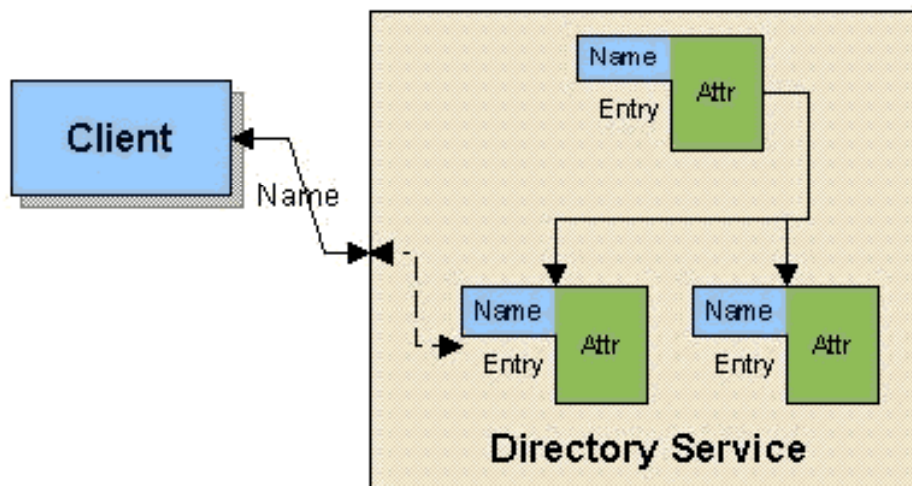 Client
Name
Name
Attr
Entry
Name
Attr
Entry
Name
Attr
Entry
Directory Service